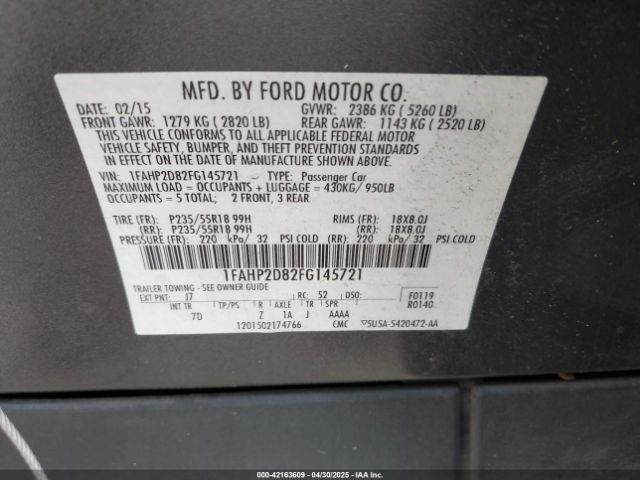 MFD. BY FORD MOTOR CO.
DATE: 02/15 GVWR: 2386 KG ( 5260 LB)
FRONT GAWR: 1279 KG ( 2820 LB) REAR GAWR: 1143 KG ( 2520 LB)
THIS VEHICLE CONFORMS TO ALL APPLICABLE FEDERAL MOTOR
VEHICLE SAFETY, BUMPER, AND THEFT PREVENTION STANDARDS
IN EFFECT ON THE DATE OF MANUFACTURE SHOWN ABOVE.
VIN: 1FAHP2D82FG145721 TYPE: Passenger Car
MAXIMUM LOAD = OCCUPANTS + LUGGAGE = 430KG/ 950LB
OCCUPANTS = 5 TOTAL; 2 FRONT, 3 REAR
TIRE (FR): P235/55R18 99H RIMS (FR): 18X8.0J
(RR): P235/55R18 99H (RR): 18X8.0J
PRESSURE (FR): 220 kPa/ 32 PSI COLD (RR): 220 kPa/ 32 PSI COLD
1FAHP2D82FG145721
TRAILER TOWING - SEE OWNER GUIDE
EXT PNT: J7 RC: 52 DSO: F0119
INT TR TP/PS R AXLE TR SPR R0140
7D Z 1A J AAAA
1201502174766 CMC ▽5U5A-5420472-AA
000-42163609 - 04/30/2025 - IAAI.COM